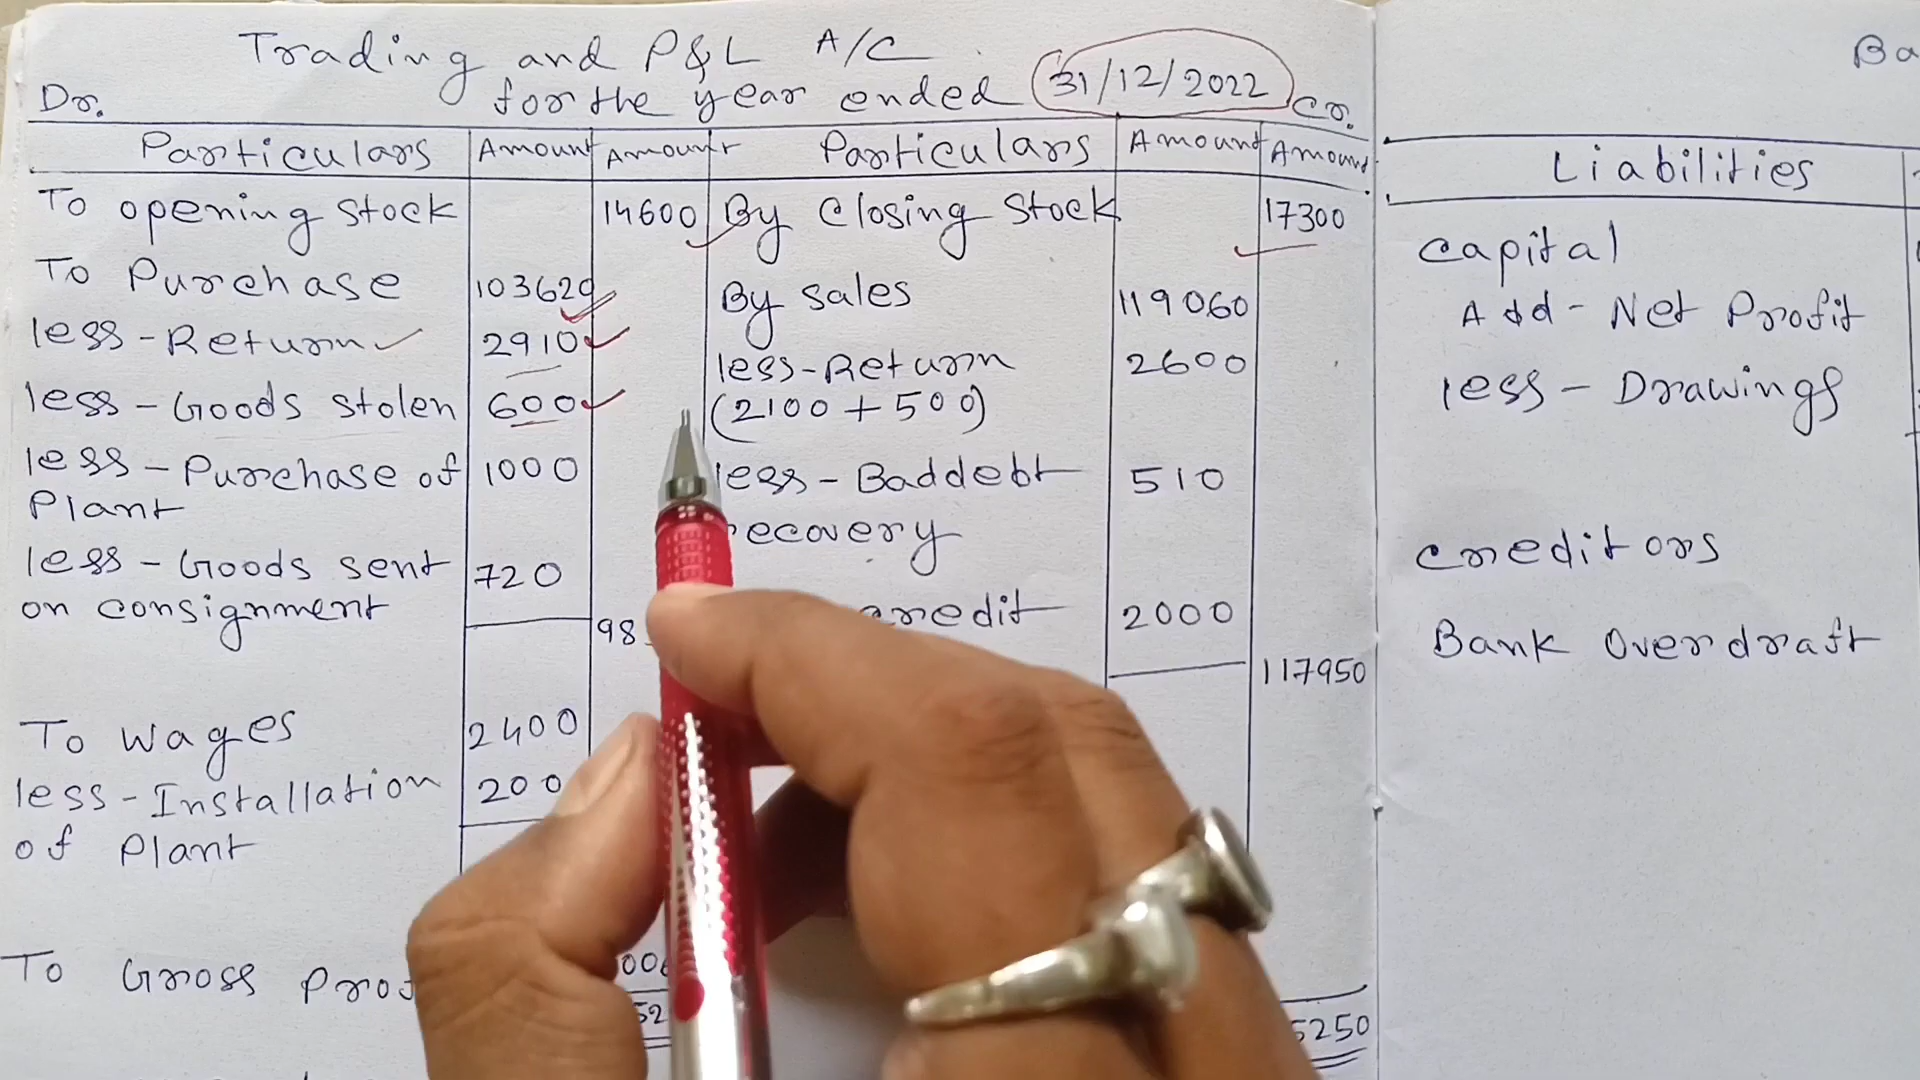 Trading and P&L A/C
for the year ended 31/12/2022
Dr. Cr.
Particulars Amount Amount Particulars Amount Amount
To opening stock 14600 By Closing Stock 17300
To Purchase 103620 By sales 119060
less-Return 2910 less-Return 2600
less-Goods stolen 600 (2100+500)
less-Purchase of 1000 less-Baddebt 510
Plant recovery
less-Goods sent 720
on consignment credit 2000
117950
To wages 2400
less-Installation 200
of Plant
To Gross
Liabilities
Capital
Add-Net Profit
less-Drawings
creditors
Bank Overdraft